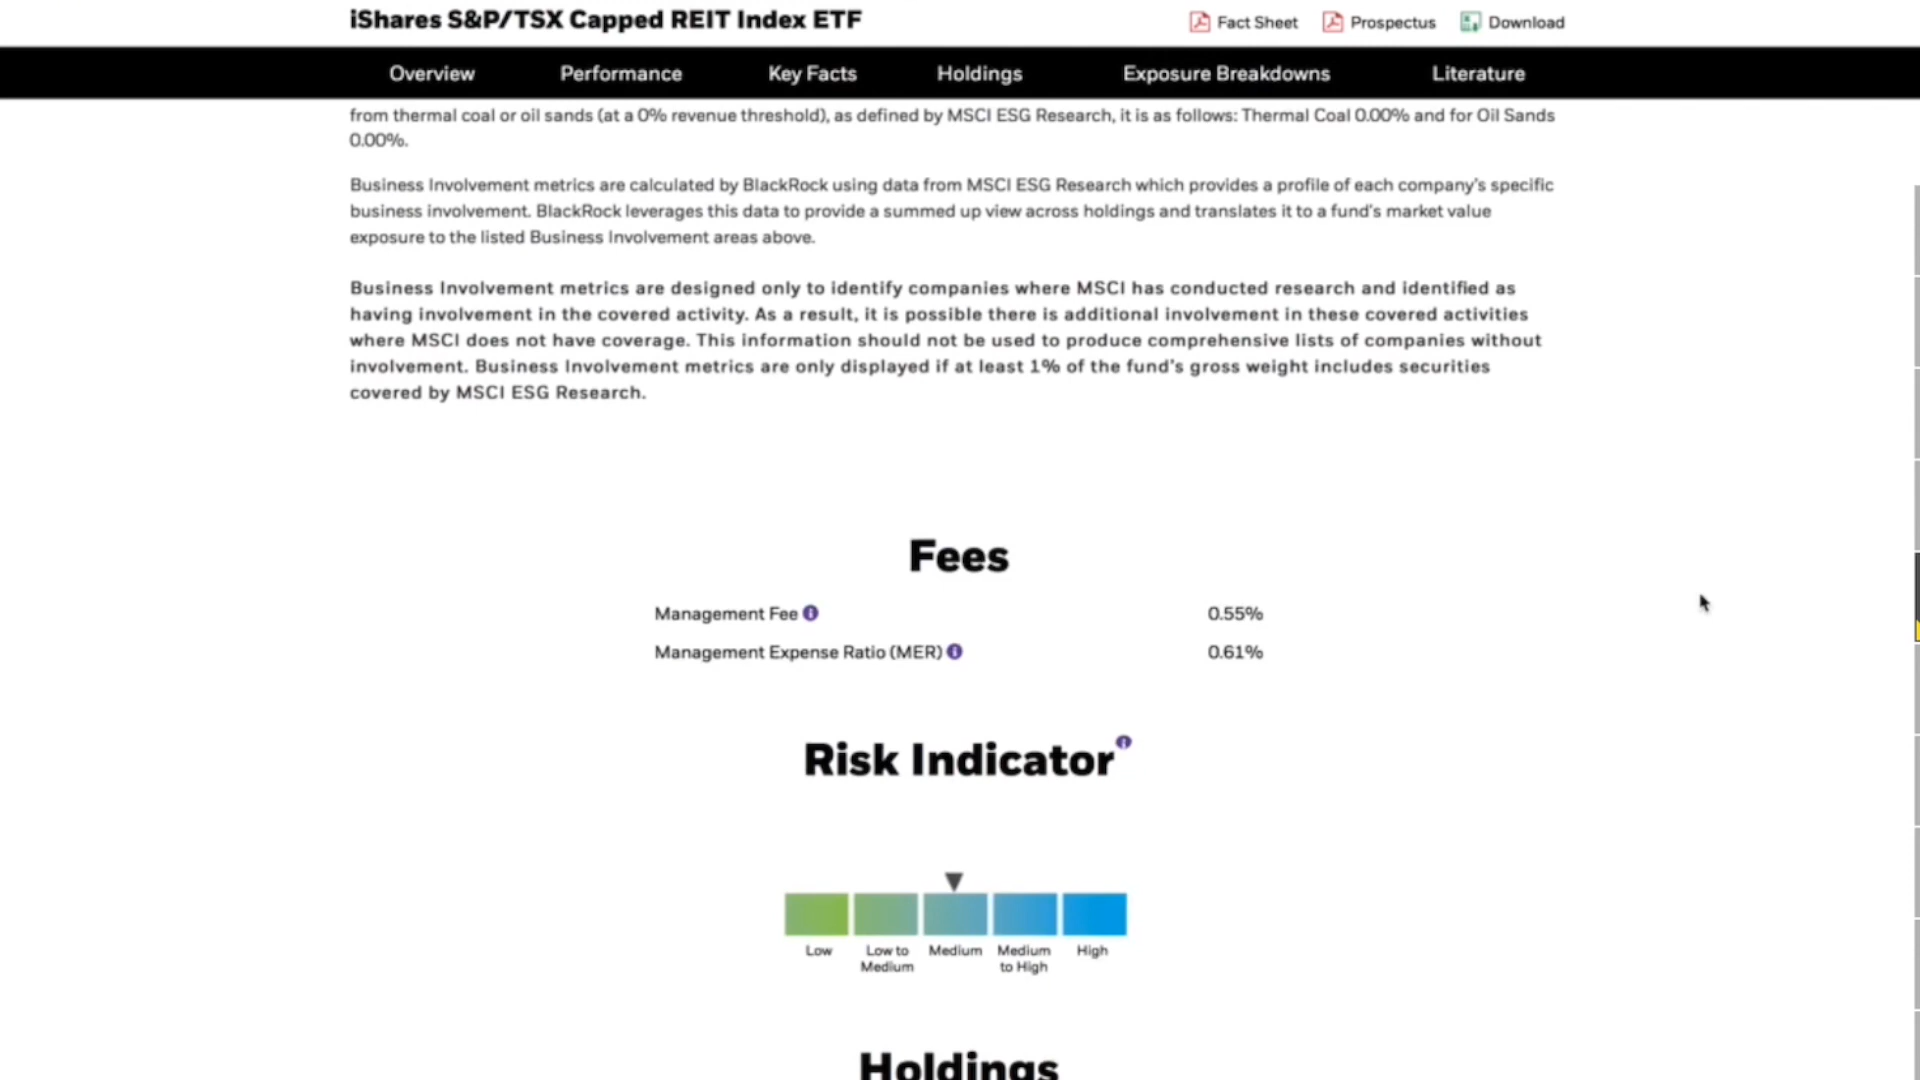 iShares S&P/TSX Capped REIT Index ETF
Fact Sheet Prospectus Download
Overview Performance Key Facts Holdings Exposure Breakdowns Literature
from thermal coal or oil sands (at a 0% revenue threshold), as defined by MSCI ESG Research, it is as follows: Thermal Coal 0.00% and for Oil Sands
0.00%.
Business Involvement metrics are calculated by BlackRock using data from MSCI ESG Research which provides a profile of each company's specific
business involvement. BlackRock leverages this data to provide a summed up view across holdings and translates it to a fund's market value
exposure to the listed Business Involvement areas above.
Business Involvement metrics are designed only to identify companies where MSCI has conducted research and identified as
having involvement in the covered activity. As a result, it is possible there is additional involvement in these covered activities
where MSCI does not have coverage. This information should not be used to produce comprehensive lists of companies without
involvement. Business Involvement metrics are only displayed if at least 1% of the fund's gross weight includes securities
covered by MSCI ESG Research.
Fees
Management Fee 0.55%
Management Expense Ratio (MER) 0.61%
Risk Indicator
Low Low to Medium Medium Medium to High High
Holdings